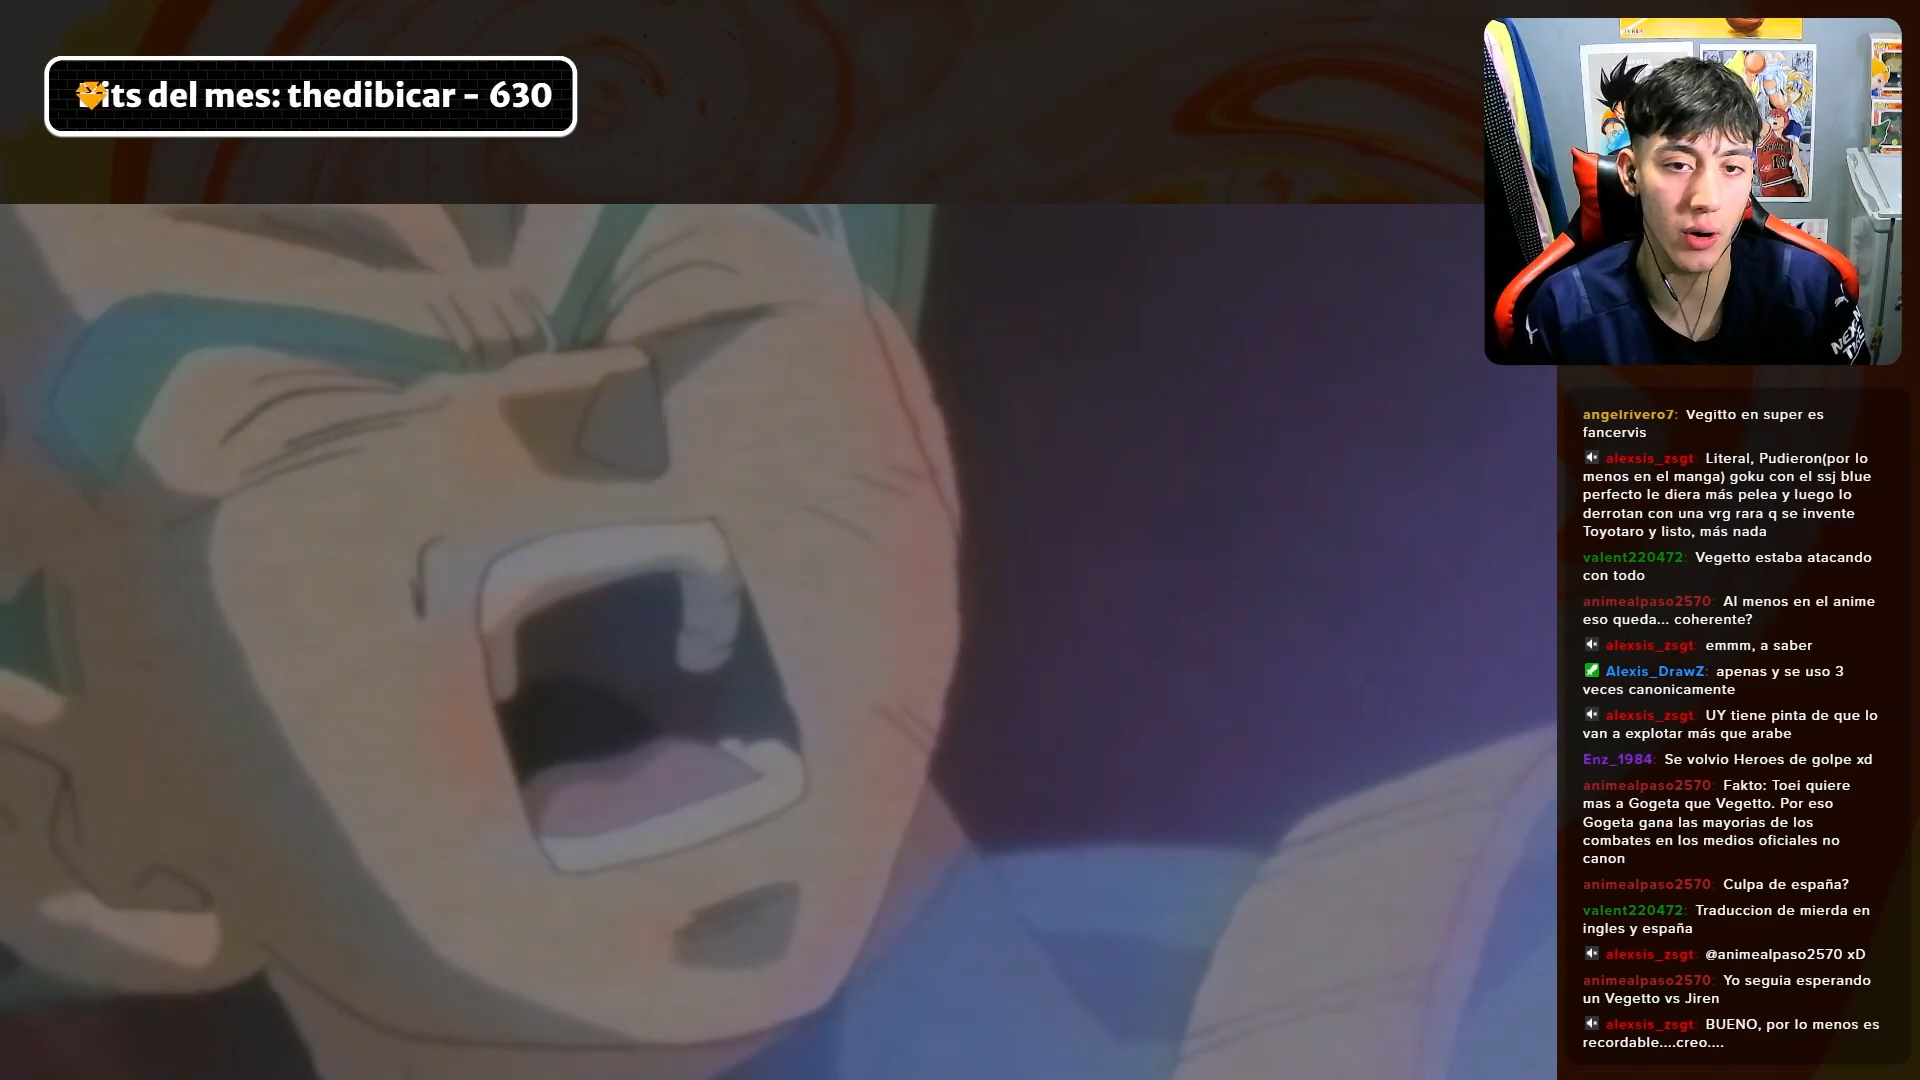 its del mes: thedibicar - 630
NEXT
angelrivero7: Vegitto en super es
fancervis
alexsis_zsgt: Literal, Pudieron(por lo
menos en el manga) goku con el ssj blue
perfecto le diera más pelea y luego lo
derrotan con una vrg rara q se invente
Toyotaro y listo, más nada
valent220472: Vegetto estaba atacando
con todo
animealpaso2570: Al menos en el anime
eso queda... coherente?
alexsis_zsgt: emmm, a saber
Alexis_DrawZ: apenas y se uso 3
veces canonicamente
alexsis_zsgt: UY tiene pinta de que lo
van a explotar más que arabe
Enz_1984: Se volvio Heroes de golpe xd
animealpaso2570: Fakto: Toei quiere
mas a Gogeta que Vegetto. Por eso
Gogeta gana las mayorias de los
combates en los medios oficiales no
canon
animealpaso2570: Culpa de españa?
valent220472: Traduccion de mierda en
ingles y españa
alexsis_zsgt: @animealpaso2570 xD
animealpaso2570: Yo seguia esperando
un Vegetto vs Jiren
alexsis_zsgt: BUENO, por lo menos es
recordable....creo....